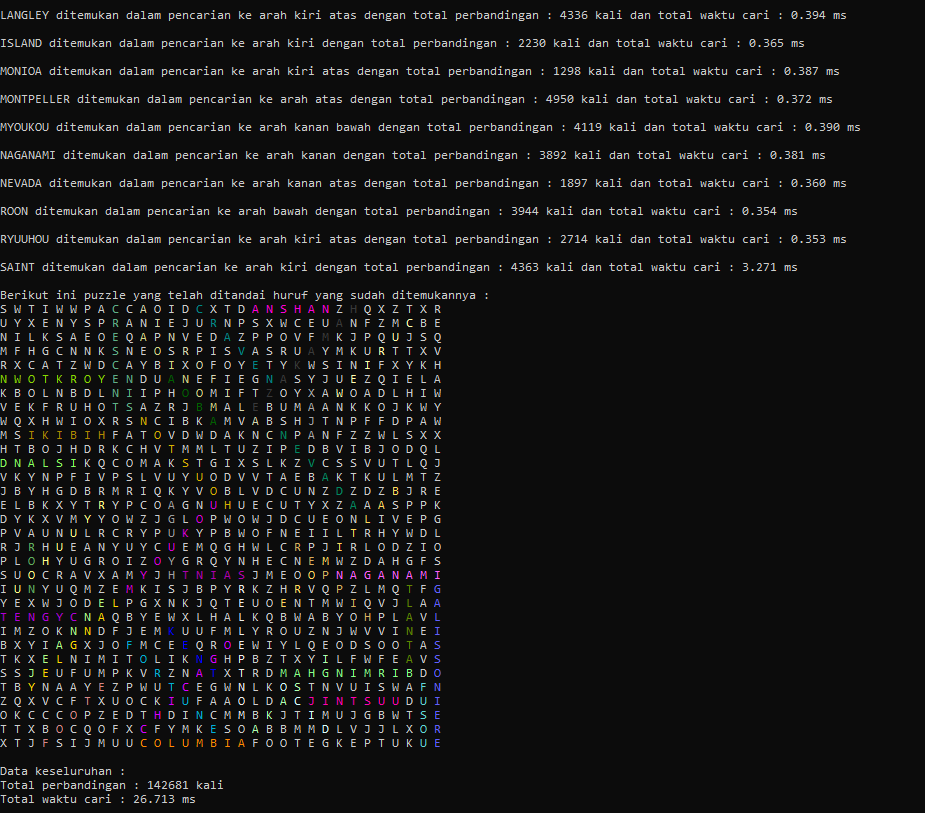 LANGLEY ditemukan dalam pencarian ke arah kiri atas dengan total perbandingan : 4336 kali dan total waktu cari : 0.394 ms
ISLAND ditemukan dalam pencarian ke arah kiri dengan total perbandingan : 2230 kali dan total waktu cari : 0.365 ms
MONIOA ditemukan dalam pencarian ke arah kiri atas dengan total perbandingan : 1298 kali dan total waktu cari : 0.387 ms
MONTPELLER ditemukan dalam pencarian ke arah atas dengan total perbandingan : 4950 kali dan total waktu cari : 0.372 ms
MYOUKOU ditemukan dalam pencarian ke arah kanan bawah dengan total perbandingan : 4119 kali dan total waktu cari : 0.390 ms
NAGANAMI ditemukan dalam pencarian ke arah kanan dengan total perbandingan : 3892 kali dan total waktu cari : 0.381 ms
NEVADA ditemukan dalam pencarian ke arah kanan atas dengan total perbandingan : 1897 kali dan total waktu cari : 0.360 ms
ROON ditemukan dalam pencarian ke arah bawah dengan total perbandingan : 3944 kali dan total waktu cari : 0.354 ms
RYUUHOU ditemukan dalam pencarian ke arah kiri atas dengan total perbandingan : 2714 kali dan total waktu cari : 0.353 ms
SAINT ditemukan dalam pencarian ke arah kiri dengan total perbandingan : 4363 kali dan total waktu cari : 3.271 ms
Berikut ini puzzle yang telah ditandai huruf yang sudah ditemukannya :
S W T I W W P A C C A O I D C X T D A N S H A N Z H Q X Z T X R
U Y X E N Y S P R A N I E J U R N P S X W C E U A N F Z M C B E
N I L K S A E O E Q A P N V E D A Z P P O V F M K J P Q U J S Q
M F H G C N N K S N E O S R P I S V A S R U A Y M K U R T T X V
R X C A T Z W D C A Y B I X O F O Y E T Y K W S I N I F X Y K H
N W O T K R O Y E N D U A N E F I E G N A S Y J U E Z Q I E L A
K B O L N B D L N I I P H O O M I F T Z O Y X A W O A D L H I W
V E K F R U H O T S A Z R J B M A L E B U M A A N K K O J K W Y
W Q X H W I O X R S N C I B K A M V A B S H J T N P F F D P A W
M S I K I B I H F A T O V D W D A K N C N P A N F Z Z W L S X X
H T B O J H D R K C H V T M M L T U Z I P E D B V I B J O D Q L
D N A L S I K Q C O M A K S T G I X S L K Z V C S S V U T L Q J
V K Y N P F I V P S L V U Y U O D V V T A E B A K T K U L M T Z
J B Y H G D B R M R I Q K Y V O B L V D C U N Z D Z D Z B J R E
E L B K X Y T R Y P C O A G N U H U E C U T Y X Z A A A S P P K
D Y K X V M Y Y O W Z J G L O P W O W J D C U E O N L I V E P G
P V A U N U L R C R Y P U K Y P B W O F N E I I L T R H Y W D L
R J R H U E A N Y U Y C U E M Q G H W L C R P J I R L O D Z I O
P L O H Y U G R O I Z O Y G R Q Y N H E C N E M W Z D A H G F S
S U O C R A V X A M Y J H T N I A S J M E O O P N A G A N A M I
I U N Y U Q M Z E M K I S J B P Y R K Z H R V Q P Z L M Q T F G
Y E X W J O D E L P G X N K J Q T E U O E N T M W I Q V J L A A
T E N G Y C N A Q B Y E W X L H A L K Q B W A B Y O H P L A V L
I M Z O K N N D F J E M K U U F M L Y R O U Z N J W V V I N E I
B X Y I A G X J O F M C E E Q R O E W I Y L Q E O D S O O T A S
T K X E L N I M I T O L I K N G H P B Z T X Y I L F W F E A V S
S S J E U F U M P K V R Z N A T X T R D M A H G N I M R I B D O
T B Y N A A Y E Z P W U T C E G W N L K O S T N V U I S W A F N
Z Q X V C F T X U O C K I U F A A O L D A C J I N T S U U D U I
O K C C C O P Z E D T H D I N C M M B K J T I M U J G B W T S E
T T X B O C Q O F X C F Y M K E S O A B B M M D L V J J L X O R
X T J F S I J M U U C O L U M B I A F O O T E G K E P T U K U E
Data keseluruhan :
Total perbandingan : 142681 kali
Total waktu cari : 26.713 ms